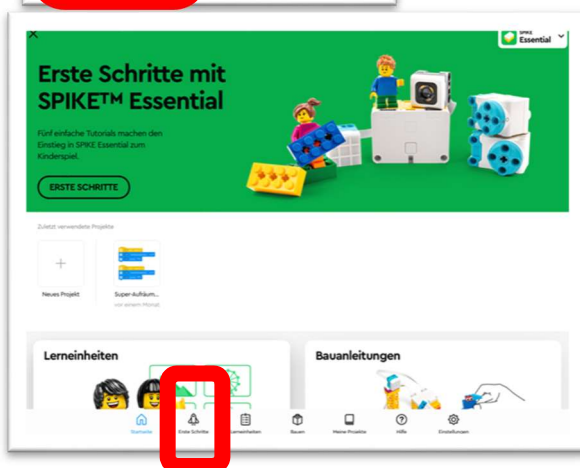 SPIKE
Essential
Erste Schritte mit
SPIKE™ Essential
Fünf einfache Tutorials machen den
Einstieg in SPIKE Essential zum
Kinderspiel.
ERSTE SCHRITTE
Zuletzt verwendete Projekte
Neues Projekt
Super-Aufräum...
vor einem Monat
Lerneinheiten
Bauanleitungen
Startseite
Erste Schritte
Lerneinheiten
Bauen
Meine Projekte
Hilfe
Einstellungen